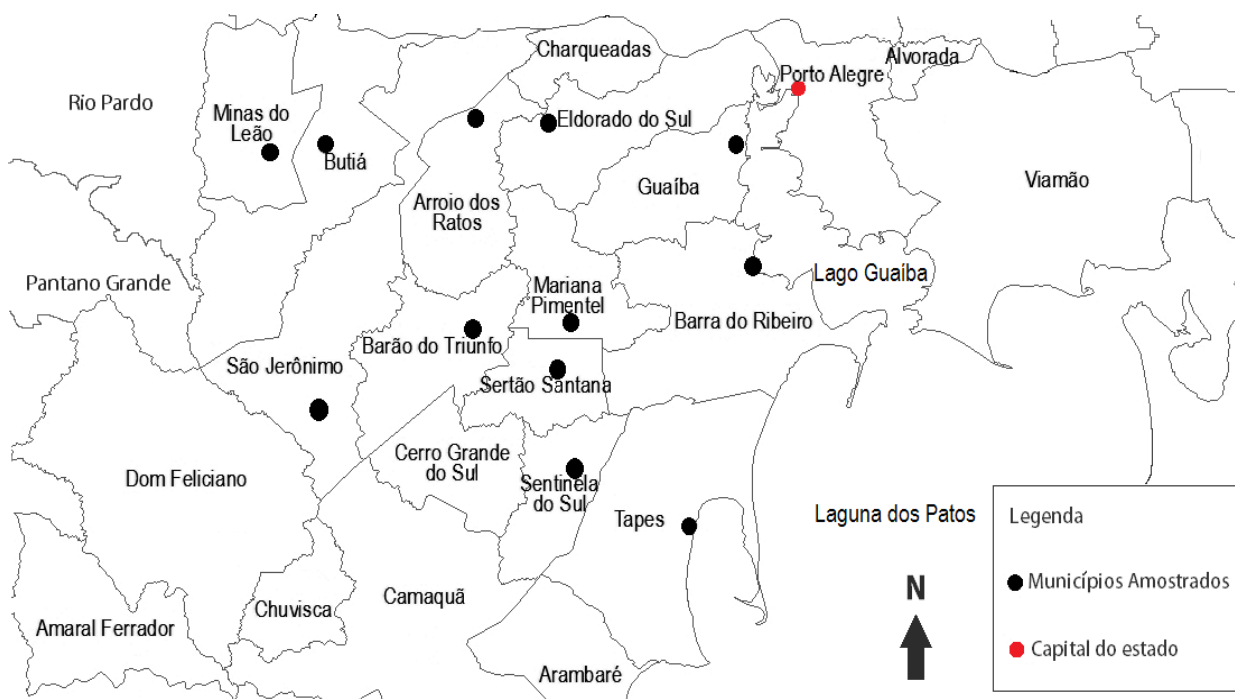 Charqueadas
Alvorada
Porto Alegre
Río Pardo
Minas do
Leão
Eldorado do Sul
Butiá
Guaíba
Viamão
Arroio dos
Ratos
Lago Guaíba
Pantano Grande
Mariana
Pimentel
Barra do Ribeiro
Barão do Triunfo
São Jerônimo
Sertão Santana
Cerro Grande
do Sul
Dom Feliciano
Sentinela
do Sul
Tapes
Laguna dos Patos
Legenda
Municípios Amostrados
N
Capital do estado
Camaquã
Chuvisca
Amaral Ferrador
Arambaré